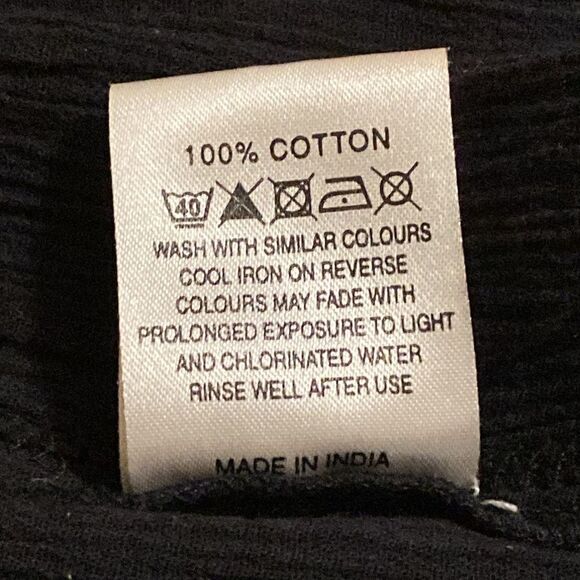 100% COTTON
40
WASH WITH SIMILAR COLOURS
COOL IRON ON REVERSE
COLOURS MAY FADE WITH
PROLONGED EXPOSURE TO LIGHT
AND CHLORINATED WATER
RINSE WELL AFTER USE
MADE IN INDIA